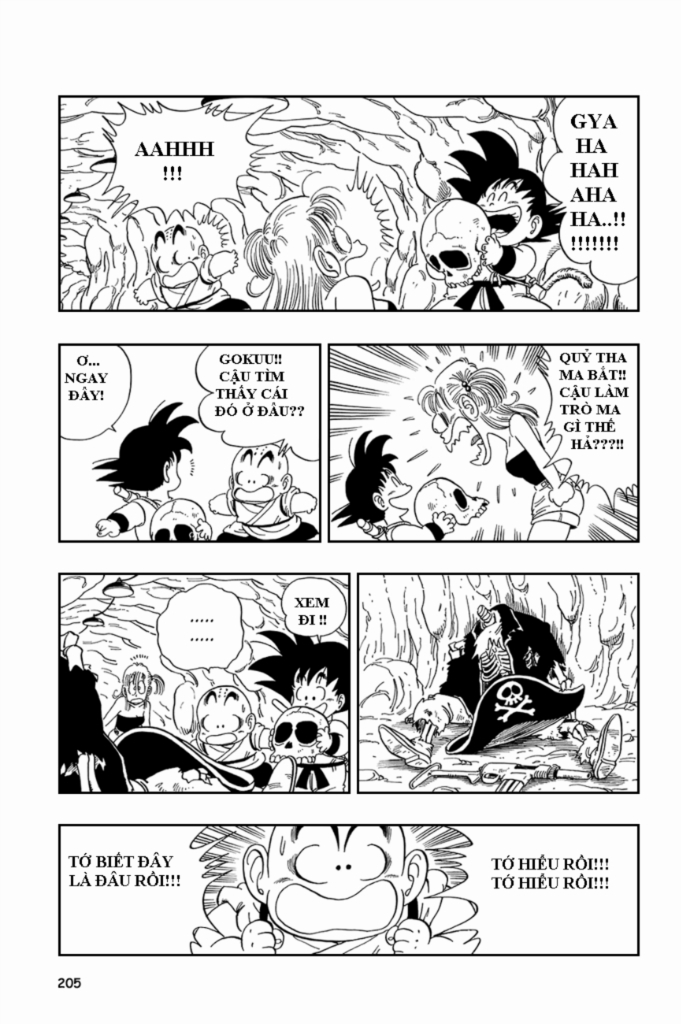 AAHHH
!!!
GYA
HA
HAH
AHA
HA..!!
!!!!!!!
Ơ...
NGAY
ĐÂY!
GOKUU!!
CẬU TÌM
THẤY CÁI
ĐÓ Ở ĐÂU??
QUỶ THA
MA BẮT!!
CẬU LÀM
TRÒ MA
GÌ THẾ
HẢ???!!
.....
.....
XEM
ĐI !!
TỚ BIẾT ĐÂY
LÀ ĐÂU RỒI!!!
TỚ HIỂU RỒI!!!
TỚ HIỂU RỒI!!!
205